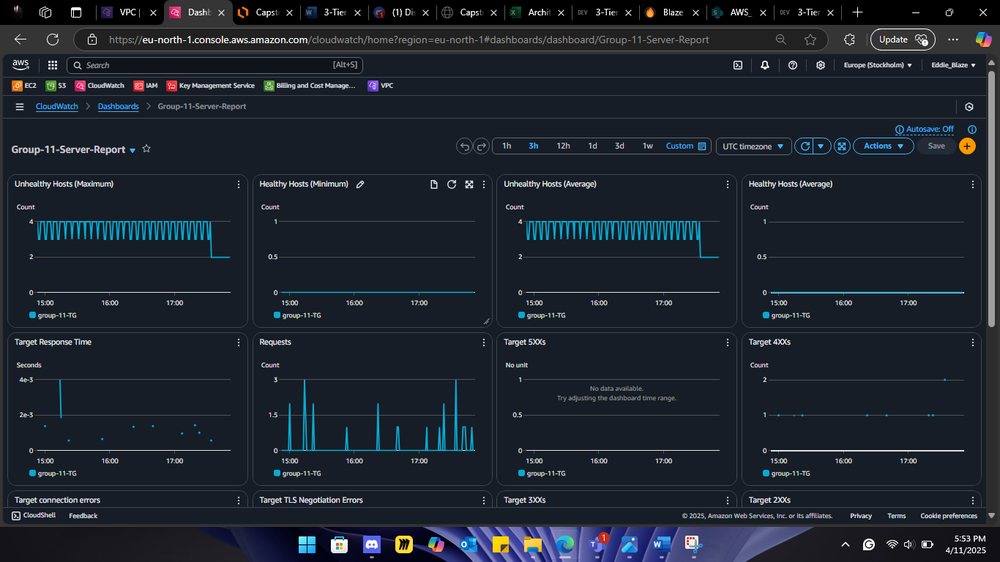 VPC |
Dashb
Capst
3-Tier
(1) Dis
Capst
Archit
DEV 3-Tier
Blaze
AWS_
DEV 3-Tier
https://eu-north-1.console.aws.amazon.com/cloudwatch/home?region=eu-north-1#dashboards/dashboard/Group-11-Server-Report
Update
aws
Search [Alt+S]
Europe (Stockholm)
Eddie_Blaze
EC2
S3
CloudWatch
IAM
Key Management Service
Billing and Cost Manage...
VPC
CloudWatch
Dashboards
Group-11-Server-Report
Autosave: Off
Group-11-Server-Report
1h 3h 12h 1d 3d 1w Custom
UTC timezone
Actions
Save
Unhealthy Hosts (Maximum)
Count
4
2
0
15:00 16:00 17:00
group-11-TG
Healthy Hosts (Minimum)
Count
1
0.5
0
15:00 16:00 17:00
group-11-TG
Unhealthy Hosts (Average)
Count
4
2
0
15:00 16:00 17:00
group-11-TG
Healthy Hosts (Average)
Count
1
0.5
0
15:00 16:00 17:00
group-11-TG
Target Response Time
Seconds
4e-3
2e-3
0
15:00 16:00 17:00
group-11-TG
Requests
Count
3
1.5
0
15:00 16:00 17:00
group-11-TG
Target 5XXs
No unit
1
No data available.
Try adjusting the dashboard time range.
0.5
0
15:00 16:00 17:00
group-11-TG
Target 4XXs
Count
2
1
0
15:00 16:00 17:00
group-11-TG
Target connection errors
Target TLS Negotiation Errors
Target 3XXs
Target 2XXs
CloudShell
Feedback
© 2025, Amazon Web Services, Inc. or its affiliates.
Privacy
Terms
Cookie preferences
1
5:53 PM
4/11/2025